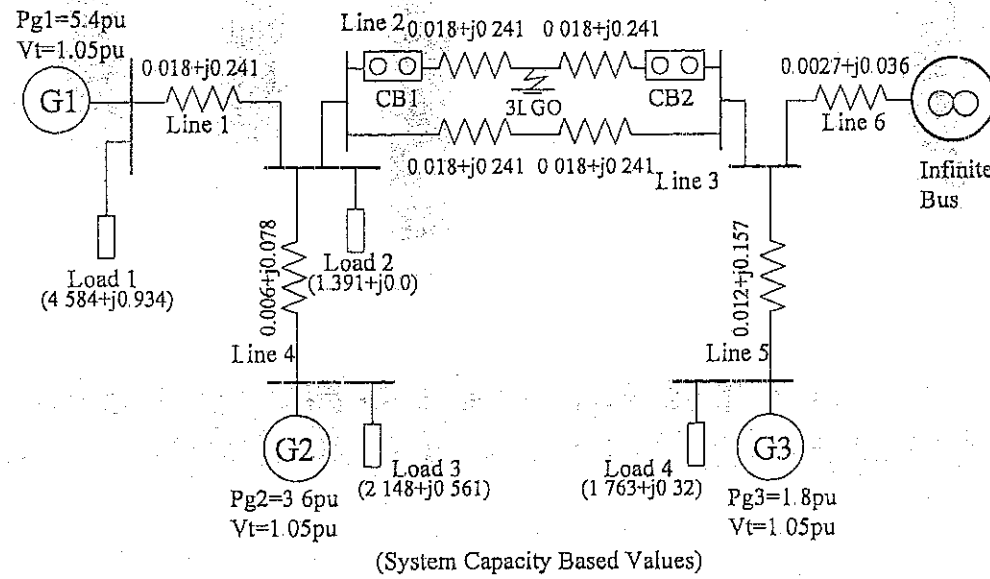 Pg1=5.4pu
Vt=1.05pu
G1
0.018+j0.241
Line 1
Load 1
(4 584+j0.934)
Line 2
0.018+j0 241
0 018+j0.241
CB1
3LGO
CB2
0 018+j0.241
0 018+j0 241
Line 3
0.0027+j0.036
Line 6
Infinite
Bus
0.006+j0.078
Load 2
(1.391+j0.0)
0.012+j0.157
Line 4
Line 5
G2
Load 3
(2 148+j0 561)
Pg2=3 6pu
Vt=1.05pu
Load 4
(1 763+j0 32)
G3
Pg3=1.8pu
Vt=1.05pu
(System Capacity Based Values)